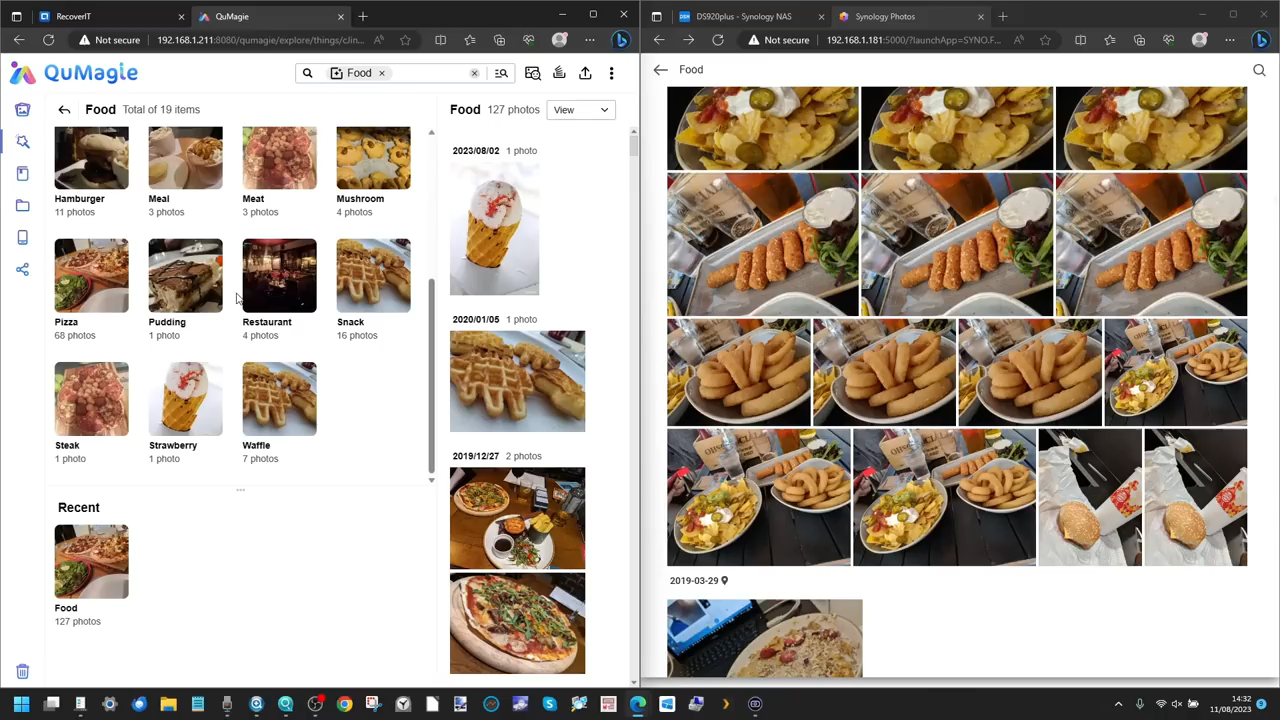 RecoverIT
QuMagie
DS920plus - Synology NAS
Synology Photos
Not secure
192.168.1.211:8080/qumagie/explore/things/clin...
Not secure
192.168.1.181:5000/?launchApp=SYNO.F...
QuMagie
Food
Food
Food Total of 19 items
Food 127 photos
View
2023/08/02 1 photo
Hamburger
Meal
Meat
Mushroom
11 photos
3 photos
3 photos
4 photos
Pizza
Pudding
Restaurant
Snack
68 photos
1 photo
4 photos
16 photos
2020/01/05 1 photo
Steak
Strawberry
Waffle
1 photo
1 photo
7 photos
2019/12/27 2 photos
Recent
Food
127 photos
2019-03-29
14:32
11/08/2023